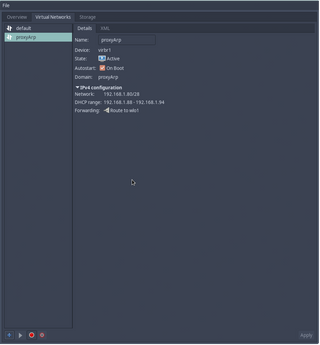 File
Overview Virtual Networks Storage
default
proxyArp
Details XML
Name: proxyArp
Device: virbr1
State: Active
Autostart: On Boot
Domain: proxyArp
IPv4 configuration
Network: 192.168.1.80/28
DHCP range: 192.168.1.88 - 192.168.1.94
Forwarding: Route to wlo1
Apply